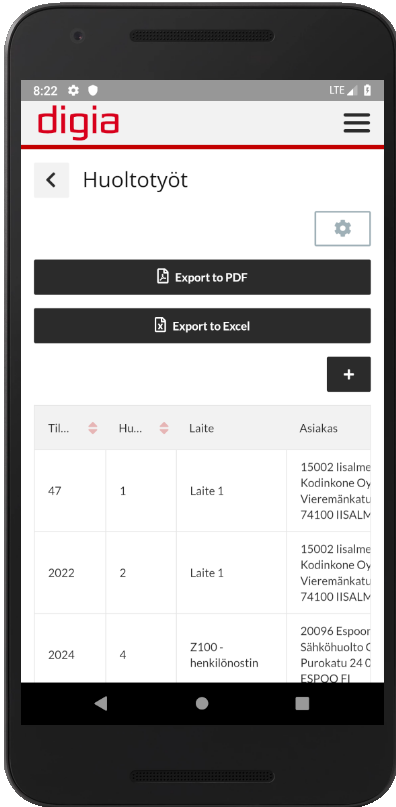 8:22
LTE
digia
Huoltotyöt
Export to PDF
Export to Excel
+
Til...
Hu...
Laite
Asiakas
47
1
Laite 1
15002 Iisalme
Kodinkone Oy
Vieremänkatu
74100 IISALM
2022
2
Laite 1
15002 Iisalme
Kodinkone Oy
Vieremänkatu
74100 IISALM
2024
4
Z100 -
henkilönostin
20096 Espoon
Sähköhuolto
Purokatu 24
ESPOO FI